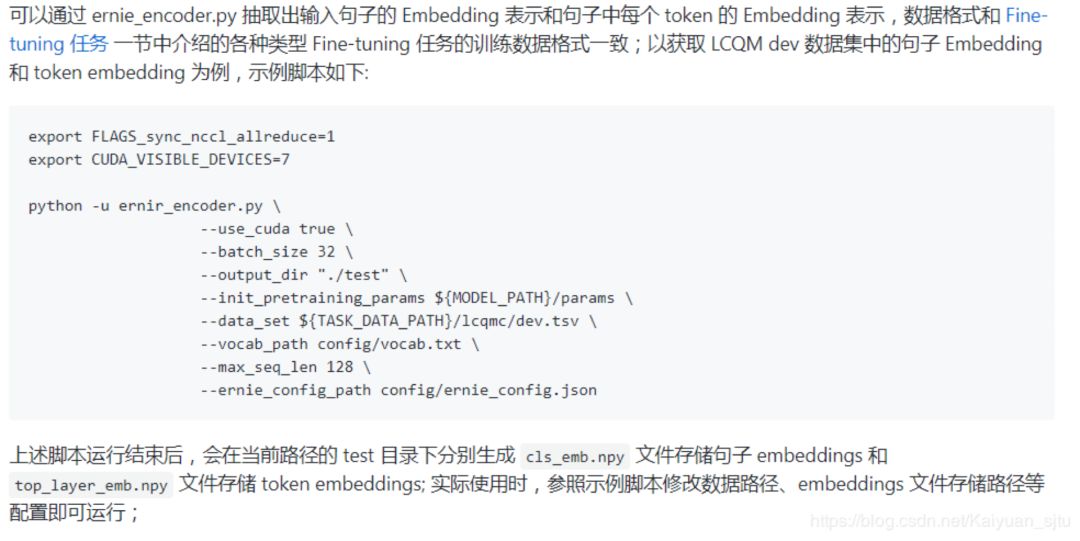 可以通过 ernie_encoder.py 抽取出输入句子的 Embedding 表示和句子中每个 token 的 Embedding 表示，数据格式和 Fine-
tuning 任务 一节中介绍的各种类型 Fine-tuning 任务的训练数据格式一致；以获取 LCQM dev 数据集中的句子 Embedding
和 token embedding 为例，示例脚本如下:
export FLAGS_sync_nccl_allreduce=1
export CUDA_VISIBLE_DEVICES=7
python -u ernir_encoder.py \
--use_cuda true \
--batch_size 32 \
--output_dir "./test" \
--init_pretraining_params ${MODEL_PATH}/params \
--data_set ${TASK_DATA_PATH}/lcqmc/dev.tsv \
--vocab_path config/vocab.txt \
--max_seq_len 128 \
--ernie_config_path config/ernie_config.json
上述脚本运行结束后，会在当前路径的 test 目录下分别生成 cls_emb.npy 文件存储句子 embeddings 和
top_layer_emb.npy 文件存储 token embeddings; 实际使用时，参照示例脚本修改数据路径、embeddings 文件存储路径等
配置即可运行；
https://blog.csdn.net/Kaiyuan_sjtu